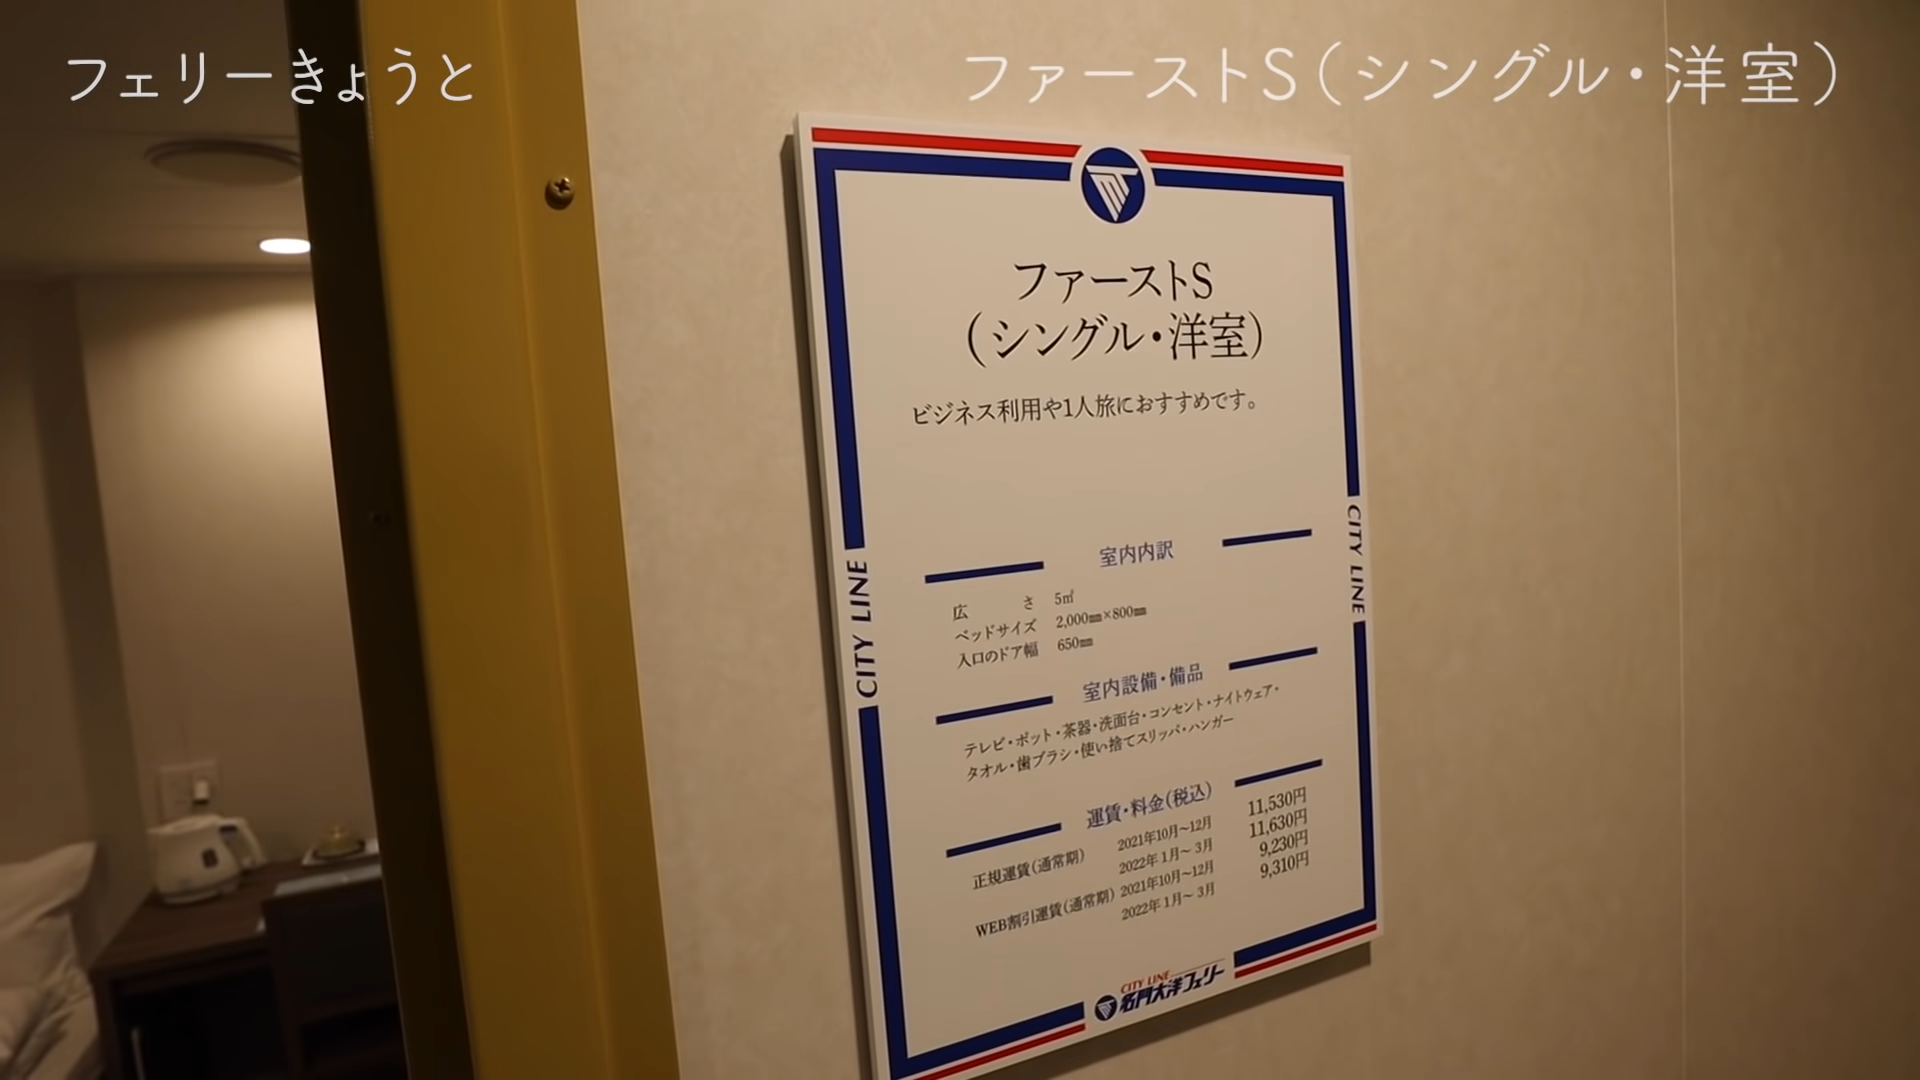 フェリーきょうと
ファーストS(シングル・洋室)
ファーストS
(シングル・洋室)
ビジネス利用や1人旅におすすめです。
室内内訳
広さ 5㎡
ベッドサイズ 2,000㎜×800㎜
入口のドア幅 650㎜
室内設備・備品
テレビ・ポット・茶器・洗面台・コンセント・ナイトウェア・
タオル・歯ブラシ・使い捨てスリッパ・ハンガー
運賃・料金(税込)
正規運賃(通常期) 2021年10月~12月 11,530円
2022年 1月~ 3月 11,630円
WEB割引運賃(通常期) 2021年10月~12月 9,230円
2022年 1月~ 3月 9,310円
CITY LINE
CITY LINE
CITY LINE
名門大洋フェリー